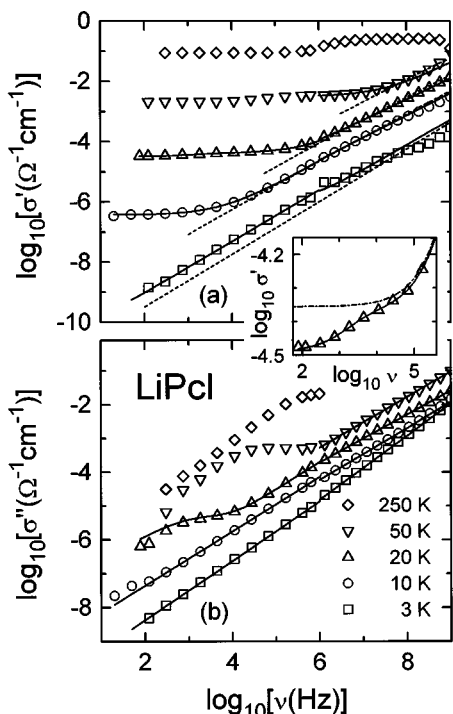 0
-2
-4
-6
-8
-10
log₁₀[σ'(Ω⁻¹cm⁻¹)]
(a)
-4.2
-4.5
log₁₀ σ'
2
5
log₁₀ ν
LiPcI
-2
-4
-6
-8
log₁₀[σ''(Ω⁻¹cm⁻¹)]
250 K
50 K
20 K
10 K
3 K
(b)
2
4
6
8
log₁₀[ν(Hz)]